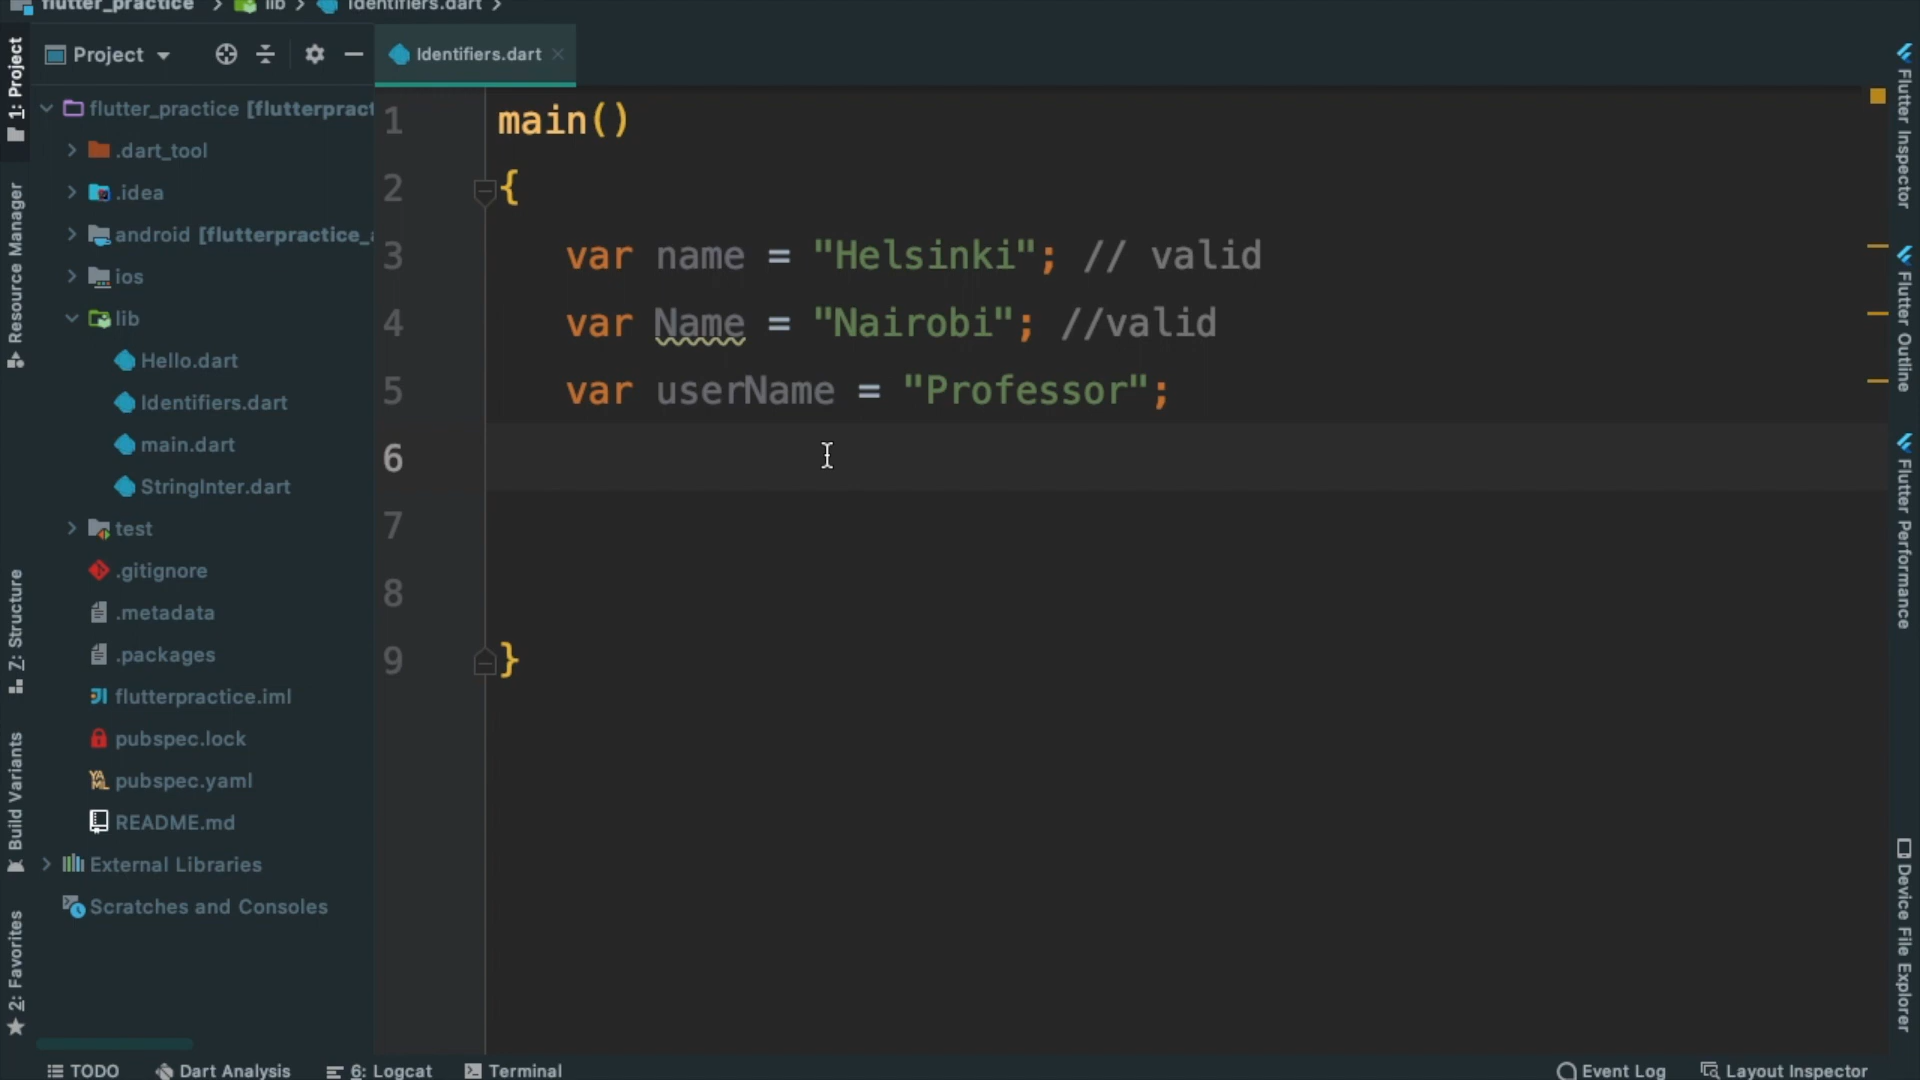 flutter_practice > lib > Identifiers.dart >
1: Project
Resource Manager
7: Structure
Build Variants
2: Favorites
Project
flutter_practice [flutterpract
.dart_tool
.idea
android [flutterpractice_
ios
lib
Hello.dart
Identifiers.dart
main.dart
StringInter.dart
test
.gitignore
.metadata
.packages
flutterpractice.iml
pubspec.lock
pubspec.yaml
README.md
External Libraries
Scratches and Consoles
Identifiers.dart
1 main()
2 {
3 var name = "Helsinki"; // valid
4 var Name = "Nairobi"; //valid
5 var userName = "Professor";
6
7
8
9 }
Flutter Inspector
Flutter Outline
Flutter Performance
Device File Explorer
TODO Dart Analysis 6: Logcat Terminal Event Log Layout Inspector